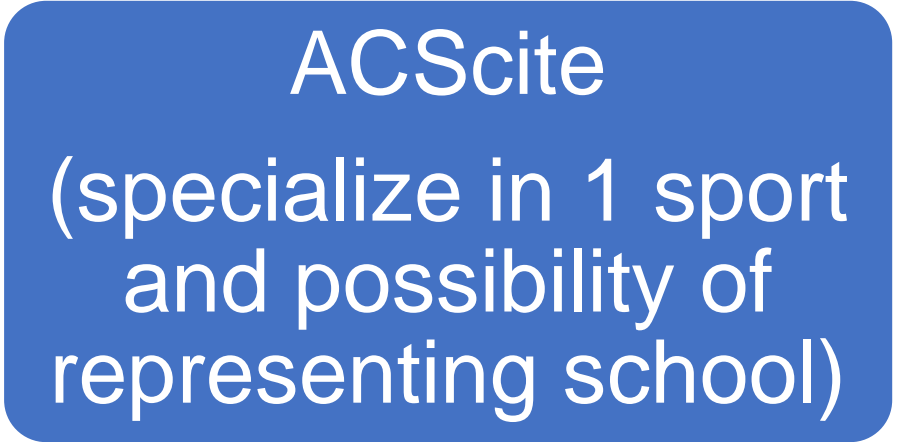 ACScite
(specialize in 1 sport
and possibility of
representing school)